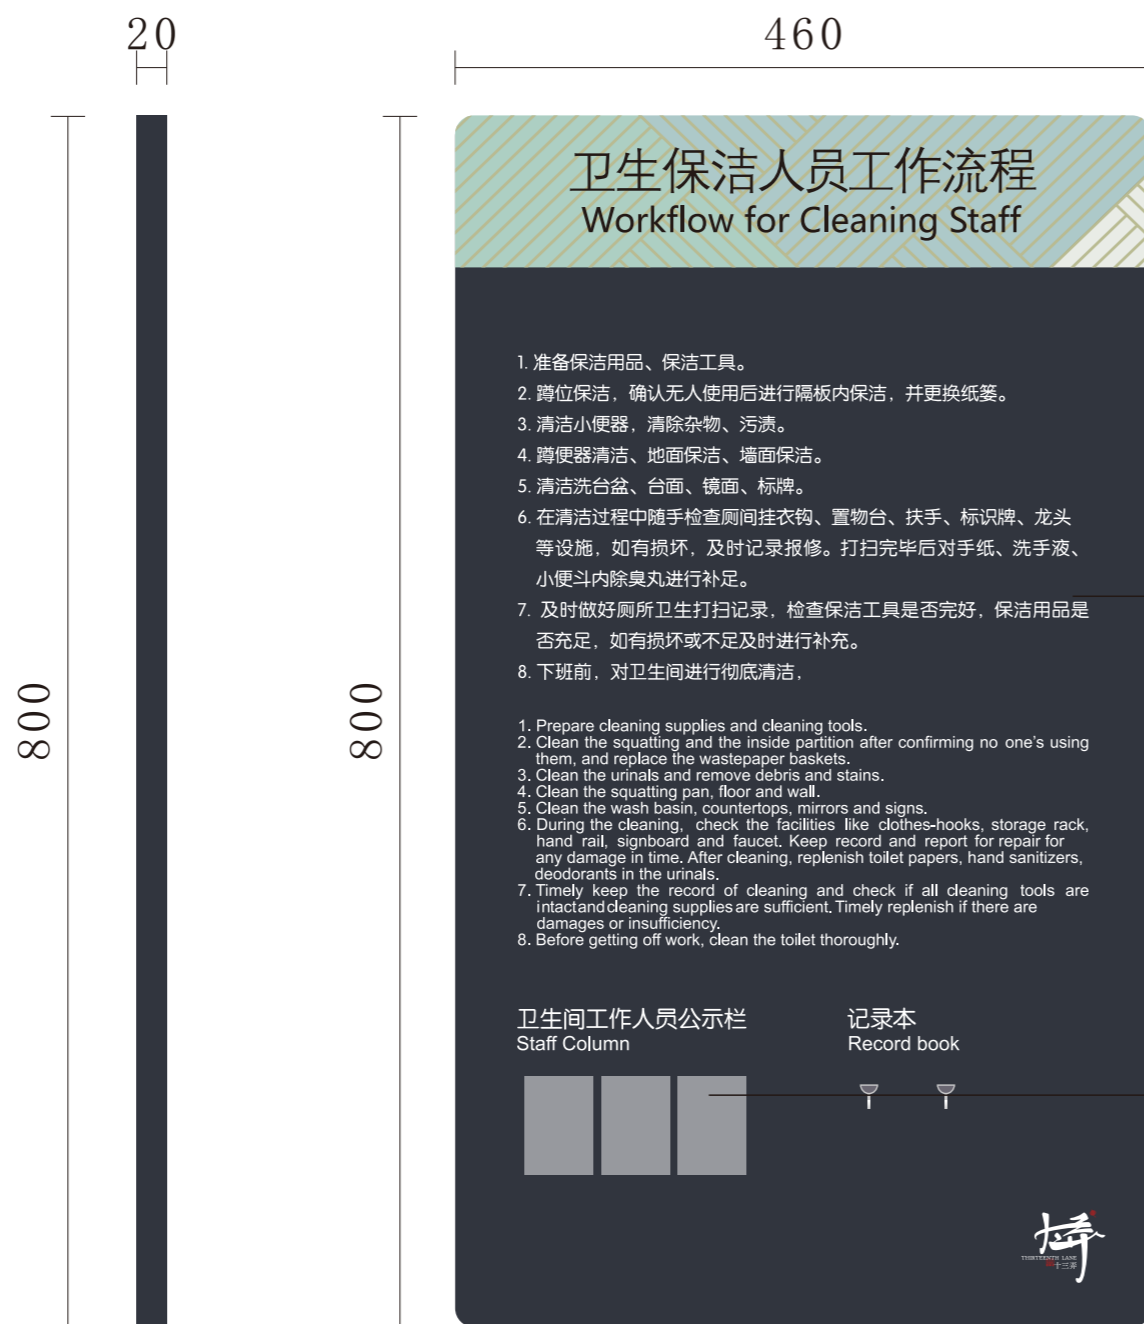 20
460
800
800
卫生保洁人员工作流程
Workflow for Cleaning Staff
1. 准备保洁用品、保洁工具。
2. 蹲位保洁，确认无人使用后进行隔板内保洁，并更换纸篓。
3. 清洁小便器，清除杂物、污渍。
4. 蹲便器清洁、地面保洁、墙面保洁。
5. 清洁洗台盆、台面、镜面、标牌。
6. 在清洁过程中随手检查厕间挂衣钩、置物台、扶手、标识牌、龙头
等设施，如有损坏，及时记录报修。打扫完毕后对手纸、洗手液、
小便斗内除臭丸进行补足。
7. 及时做好厕所卫生打扫记录，检查保洁工具是否完好，保洁用品是
否充足，如有损坏或不足及时进行补充。
8. 下班前，对卫生间进行彻底清洁，
1. Prepare cleaning supplies and cleaning tools.
2. Clean the squatting and the inside partition after confirming no one's using
them, and replace the wastepaper baskets.
3. Clean the urinals and remove debris and stains.
4. Clean the squatting pan, floor and wall.
5. Clean the wash basin, countertops, mirrors and signs.
6. During the cleaning, check the facilities like clothes-hooks, storage rack,
hand rail, signboard and faucet. Keep record and report for repair for
any damage in time. After cleaning, replenish toilet papers, hand sanitizers,
deodorants in the urinals.
7. Timely keep the record of cleaning and check if all cleaning tools are
intactandcleaning supplies are sufficient. Timely replenish if there are
damages or insufficiency.
8. Before getting off work, clean the toilet thoroughly.
卫生间工作人员公示栏
Staff Column
记录本
Record book
THIRTEENTH LANE
十三弄